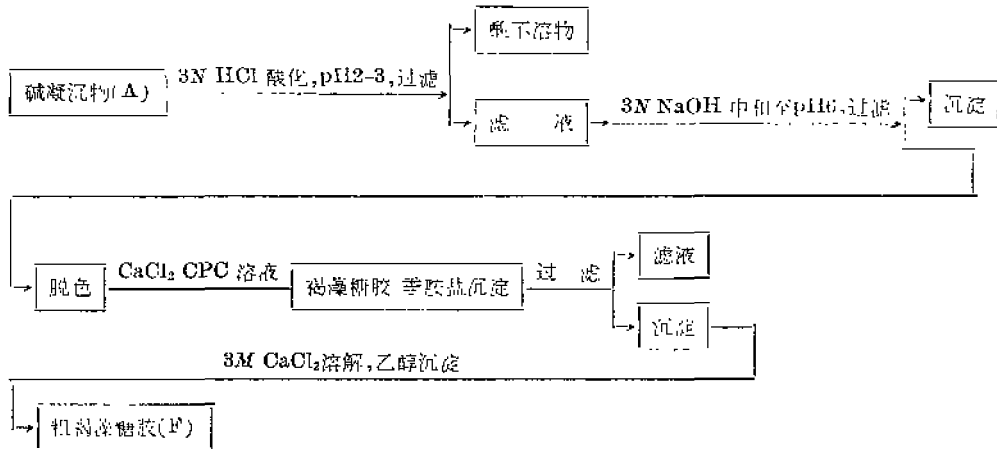 酸不溶物
碱凝沉物(A) 3N HCl 酸化,pH2-3,过滤
滤 液 3N NaOH 中和至pH6,过滤 沉淀
脱色 CaCl₂ CPC 溶液 褐藻糖胶 季胺盐沉淀 过 滤 滤液
沉淀
3M CaCl₂溶解,乙醇沉淀
粗褐藻糖胶(F)